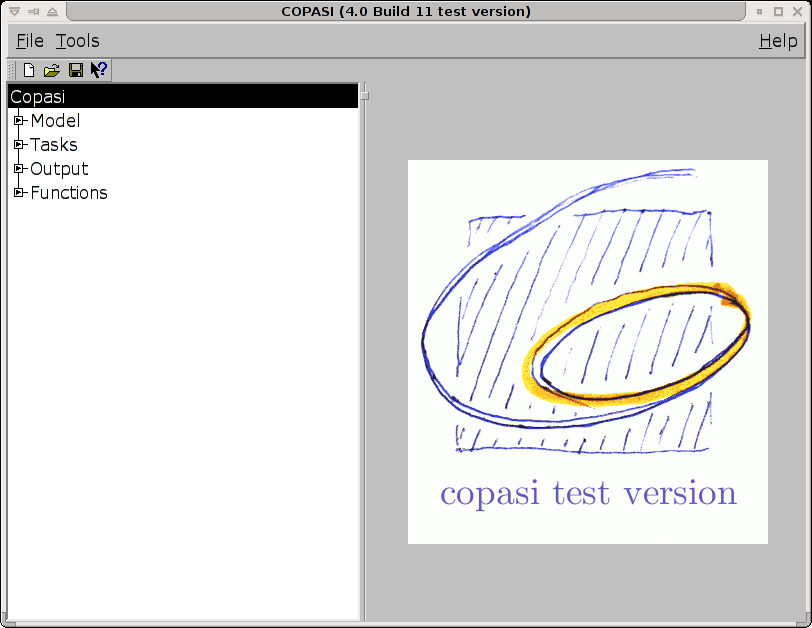 COPASI (4.0 Build 11 test version)
File Tools Help
Copasi
Model
Tasks
Output
Functions
copasi test version